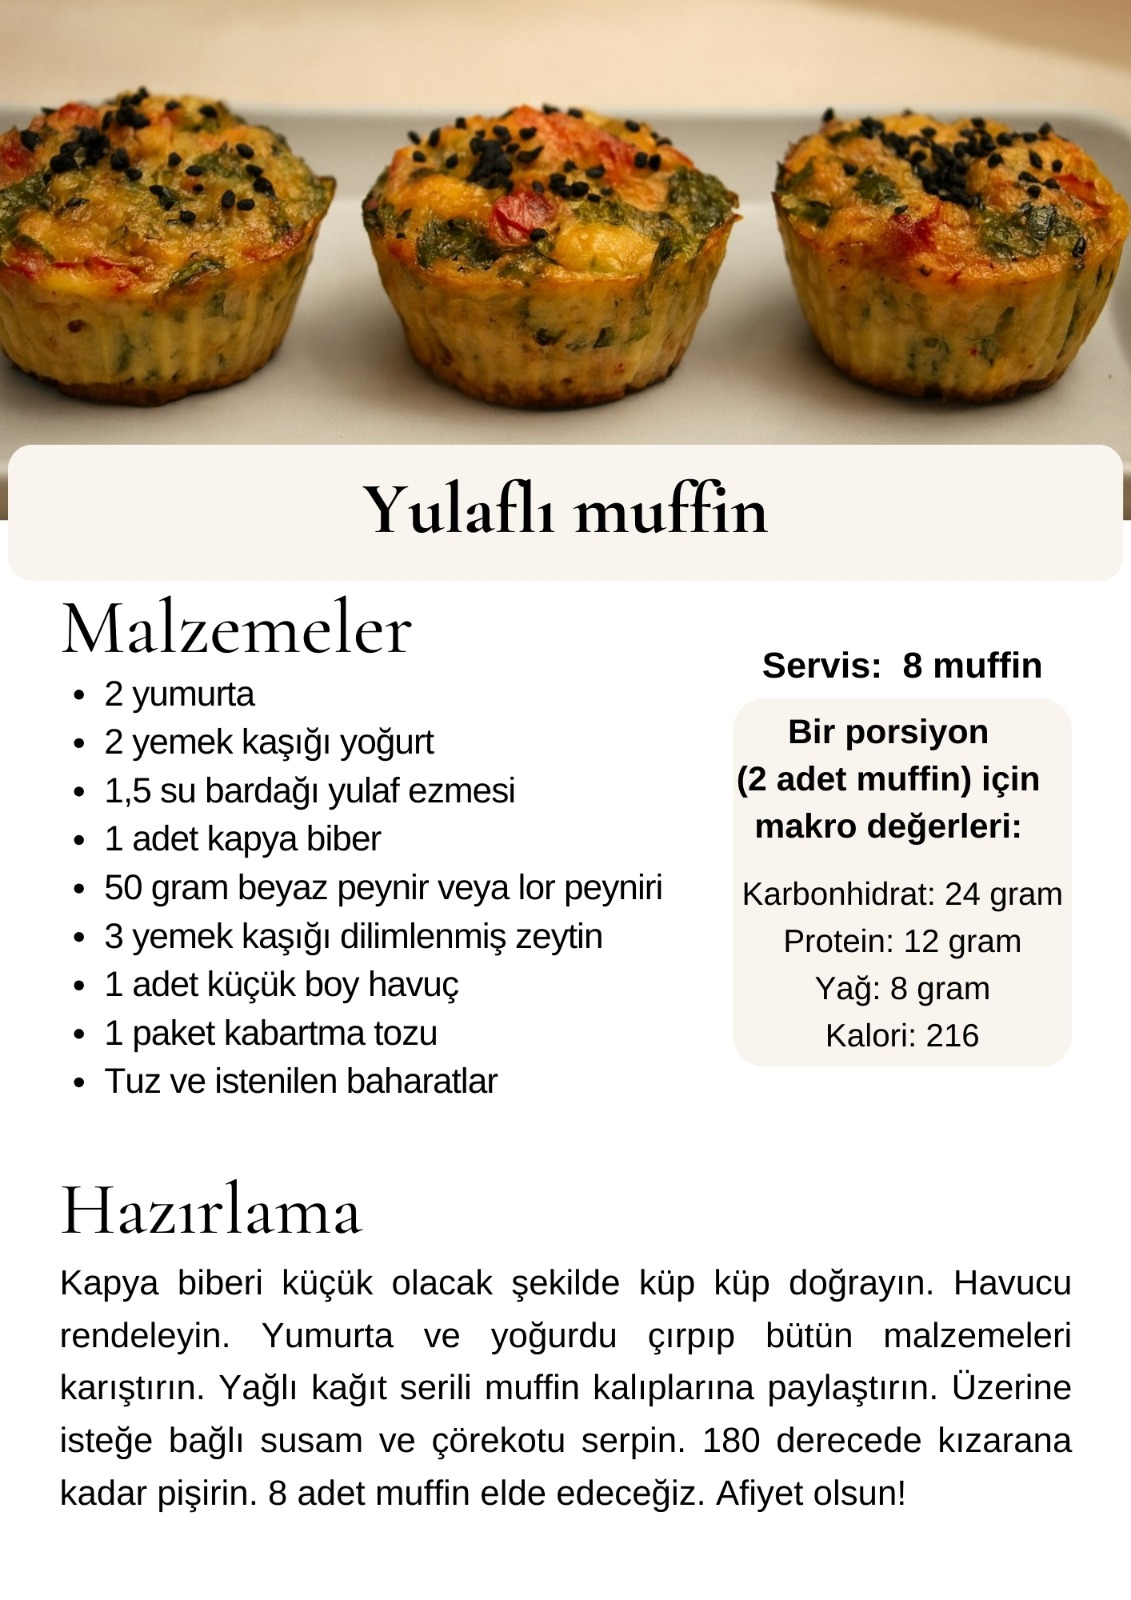 Yulaflı muffin
Malzemeler
• 2 yumurta
• 2 yemek kaşığı yoğurt
• 1,5 su bardağı yulaf ezmesi
• 1 adet kapya biber
• 50 gram beyaz peynir veya lor peyniri
• 3 yemek kaşığı dilimlenmiş zeytin
• 1 adet küçük boy havuç
• 1 paket kabartma tozu
• Tuz ve istenilen baharatlar
Servis: 8 muffin
Bir porsiyon
(2 adet muffin) için
makro değerleri:
Karbonhidrat: 24 gram
Protein: 12 gram
Yağ: 8 gram
Kalori: 216
Hazırlama
Kapya biberi küçük olacak şekilde küp küp doğrayın. Havucu
rendeleyin. Yumurta ve yoğurdu çırpıp bütün malzemeleri
karıştırın. Yağlı kağıt serili muffin kalıplarına paylaştırın. Üzerine
isteğe bağlı susam ve çörekotu serpin. 180 derecede kızarana
kadar pişirin. 8 adet muffin elde edeceğiz. Afiyet olsun!